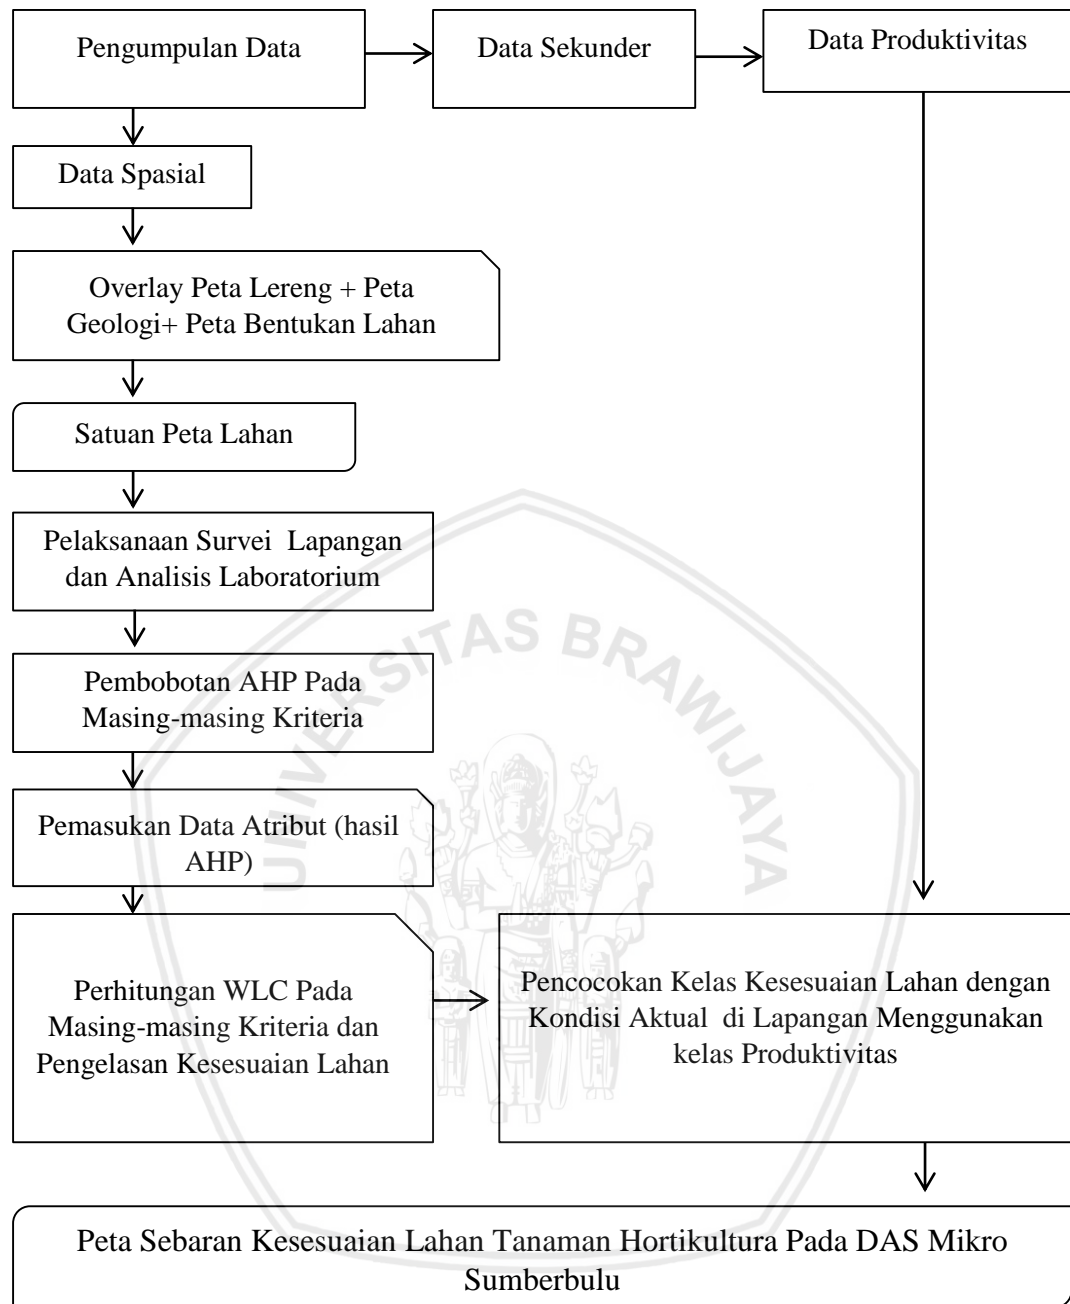 Pengumpulan Data
Data Sekunder
Data Produktivitas
Data Spasial
Overlay Peta Lereng + Peta
Geologi+ Peta Bentukan Lahan
Satuan Peta Lahan
Pelaksanaan Survei  Lapangan
dan Analisis Laboratorium
Pembobotan AHP Pada
Masing-masing Kriteria
Pemasukan Data Atribut (hasil
AHP)
Perhitungan WLC Pada
Masing-masing Kriteria dan
Pengelasan Kesesuaian Lahan
Pencocokan Kelas Kesesuaian Lahan dengan
Kondisi Aktual  di Lapangan Menggunakan
kelas Produktivitas
Peta Sebaran Kesesuaian Lahan Tanaman Hortikultura Pada DAS Mikro
Sumberbulu
UNIVERSITAS BRAWIJAYA